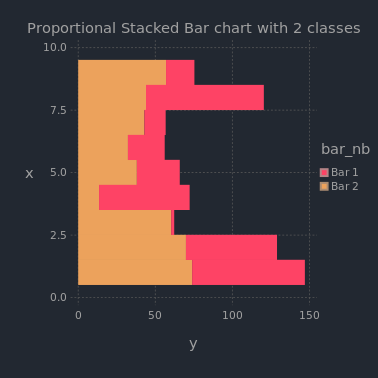 Proportional Stacked Bar chart with 2 classes
10.0
7.5
5.0
2.5
0.0
x
0 50 100 150
y
bar_nb
Bar 1
Bar 2